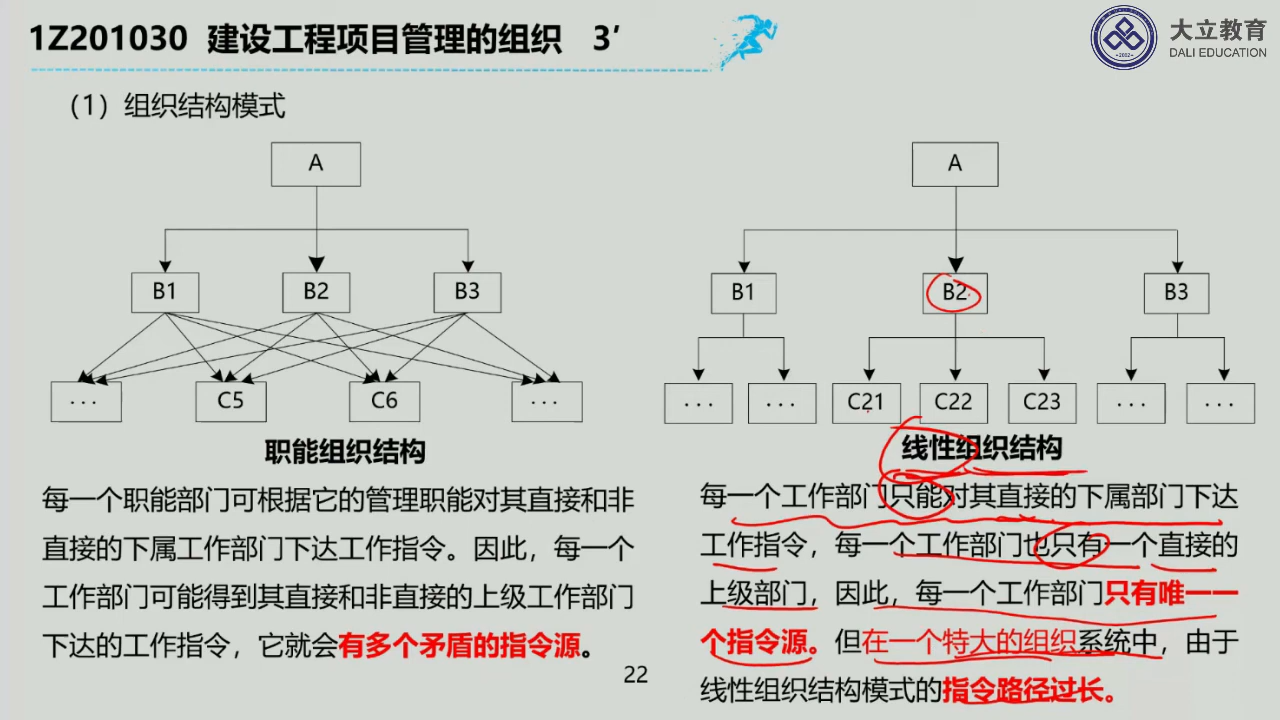 1Z201030 建设工程项目管理的组织 3′
大立教育
DALI EDUCATION
（1）组织结构模式
A
B1 B2 B3
··· C5 C6 ···
职能组织结构
每一个职能部门可根据它的管理职能对其直接和非
直接的下属工作部门下达工作指令。因此，每一个
工作部门可能得到其直接和非直接的上级工作部门
下达的工作指令，它就会有多个矛盾的指令源。
A
B1 B2 B3
··· ··· C21 C22 C23 ··· ···
线性组织结构
每一个工作部门只能对其直接的下属部门下达
工作指令，每一个工作部门也只有一个直接的
上级部门，因此，每一个工作部门只有唯一一
个指令源。但在一个特大的组织系统中，由于
线性组织结构模式的指令路径过长。
22